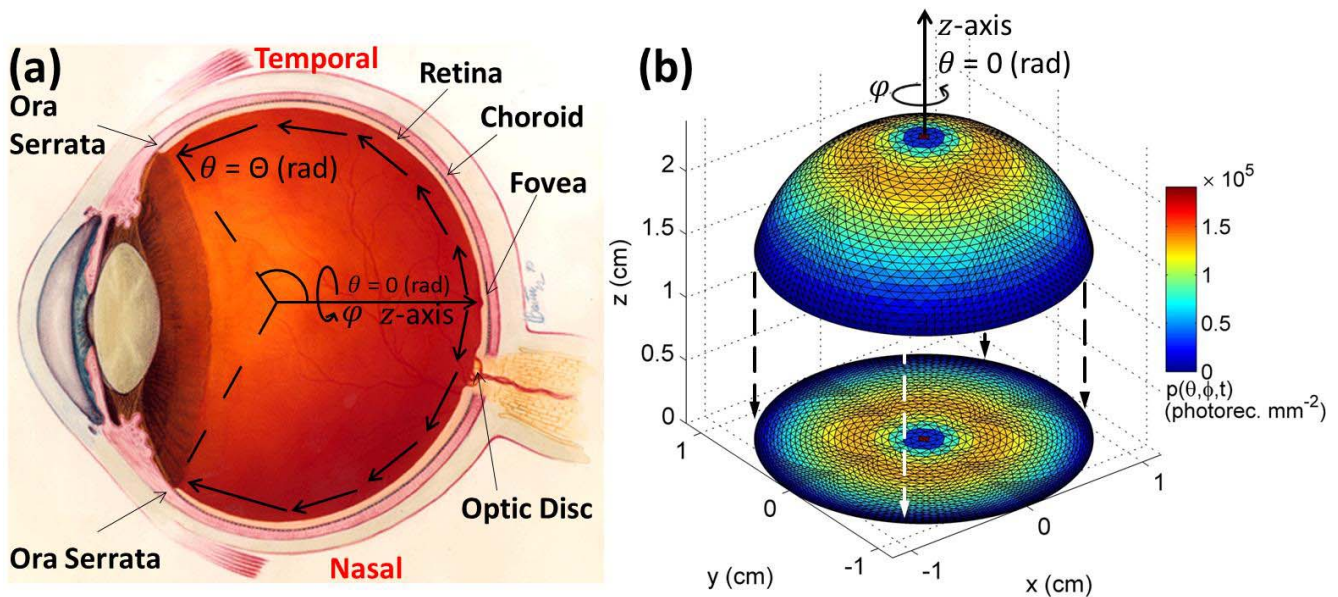 (a)
Temporal
Ora
Serrata
Retina
Choroid
Fovea
θ = Θ (rad)
θ = 0 (rad)
φ
z-axis
Optic Disc
Ora Serrata
Nasal
(b)
z-axis
θ = 0 (rad)
φ
2
1.5
1
0.5
0
z (cm)
1
0
-1
y (cm)
-1
0
1
x (cm)
× 10⁵
1.5
1
0.5
0
p(θ,ϕ,t)
(photorec. mm⁻²)